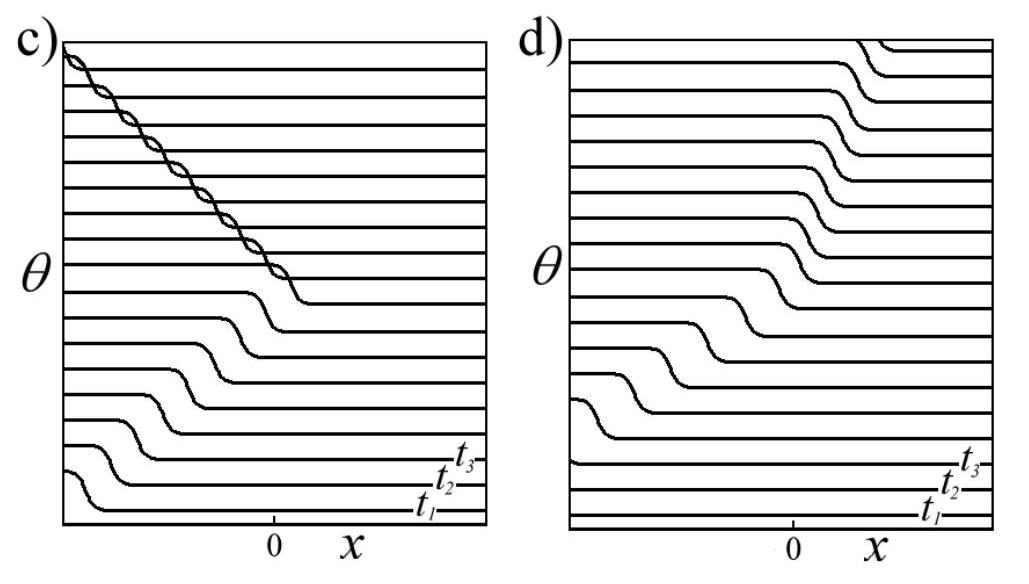 c)
θ
t₃
t₂
t₁
0
x
d)
θ
t₃
t₂
t₁
0
x